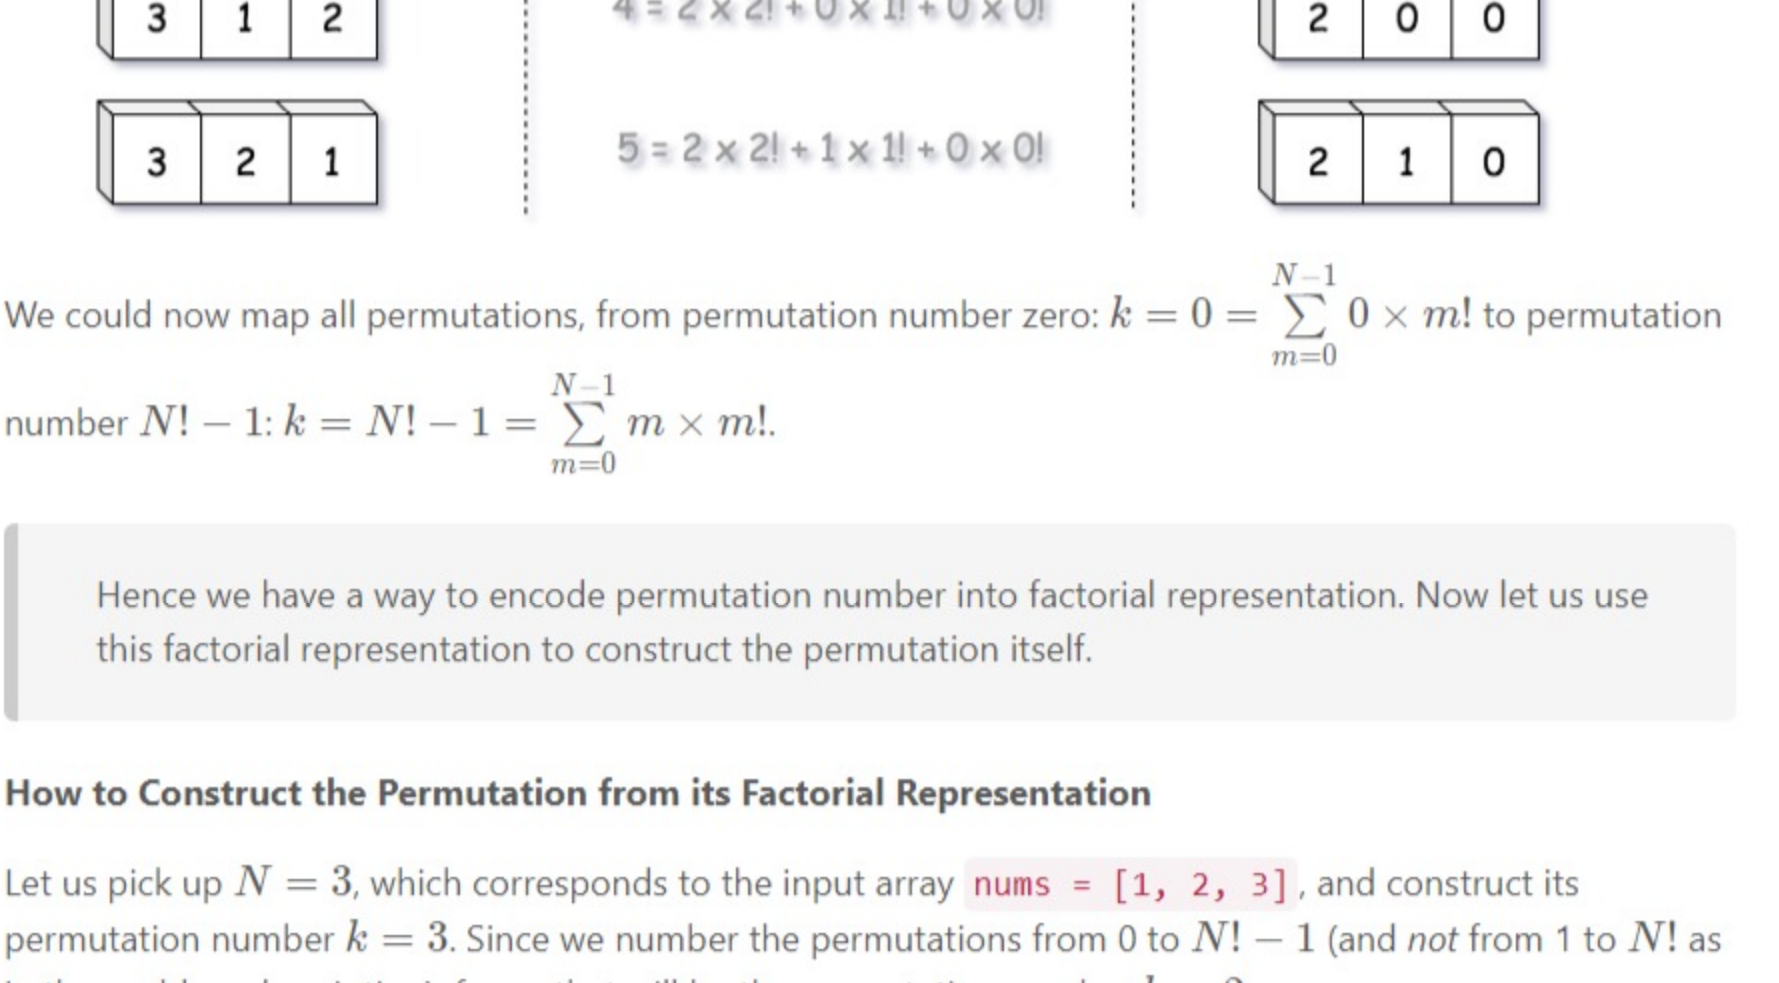 3 1 2
4 = 2 x 2! + 0 x 1! + 0 x 0!
2 0 0
3 2 1
5 = 2 x 2! + 1 x 1! + 0 x 0!
2 1 0
N−1
We could now map all permutations, from permutation number zero: k = 0 = ∑ 0 × m! to permutation
m=0
N−1
number N! − 1: k = N! − 1 = ∑ m × m!.
m=0
Hence we have a way to encode permutation number into factorial representation. Now let us use
this factorial representation to construct the permutation itself.
How to Construct the Permutation from its Factorial Representation
Let us pick up N = 3, which corresponds to the input array nums = [1, 2, 3], and construct its
permutation number k = 3. Since we number the permutations from 0 to N! − 1 (and not from 1 to N! as